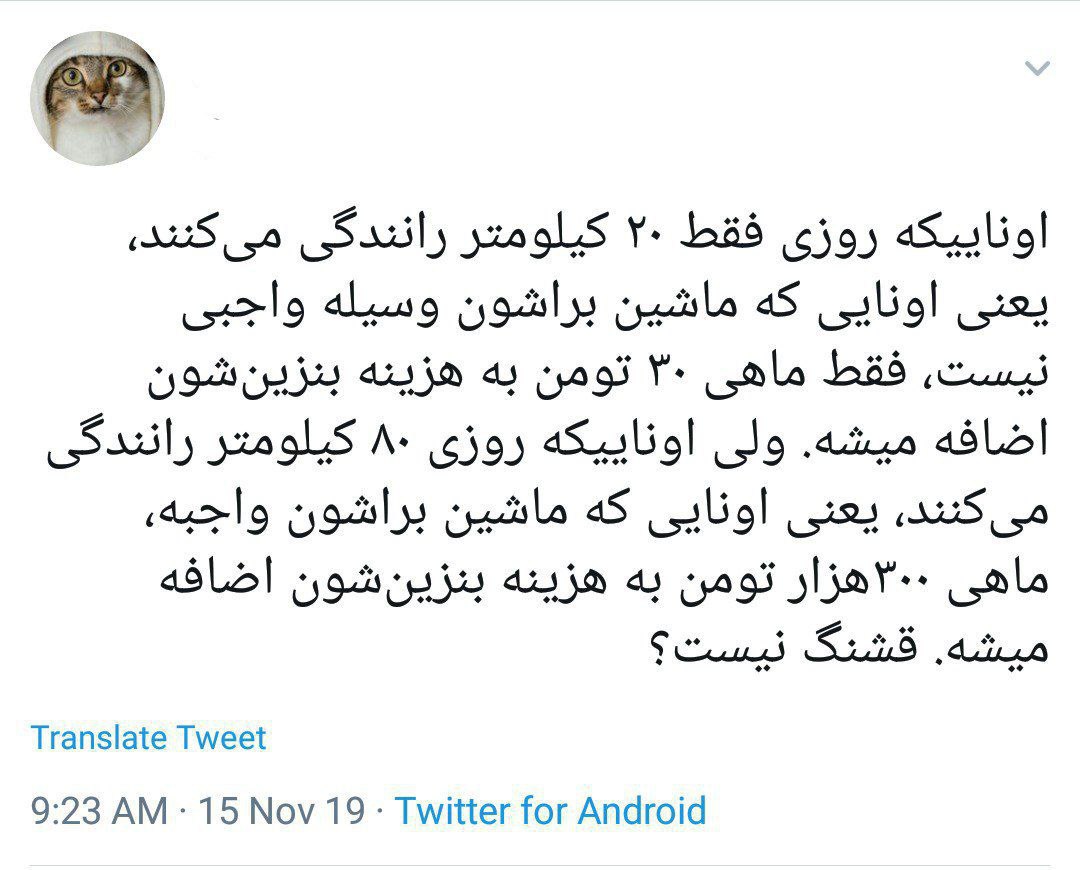 اوناییکه روزی فقط ۲۰ کیلومتر رانندگی می‌کنند،
یعنی اونایی که ماشین براشون وسیله واجبی
نیست، فقط ماهی ۳۰ تومن به هزینه بنزین‌شون
اضافه میشه. ولی اوناییکه روزی ۸۰ کیلومتر رانندگی
می‌کنند، یعنی اونایی که ماشین براشون واجبه،
ماهی ۳۰۰هزار تومن به هزینه بنزین‌شون اضافه
میشه. قشنگ نیست؟
Translate Tweet
9:23 AM · 15 Nov 19 · Twitter for Android